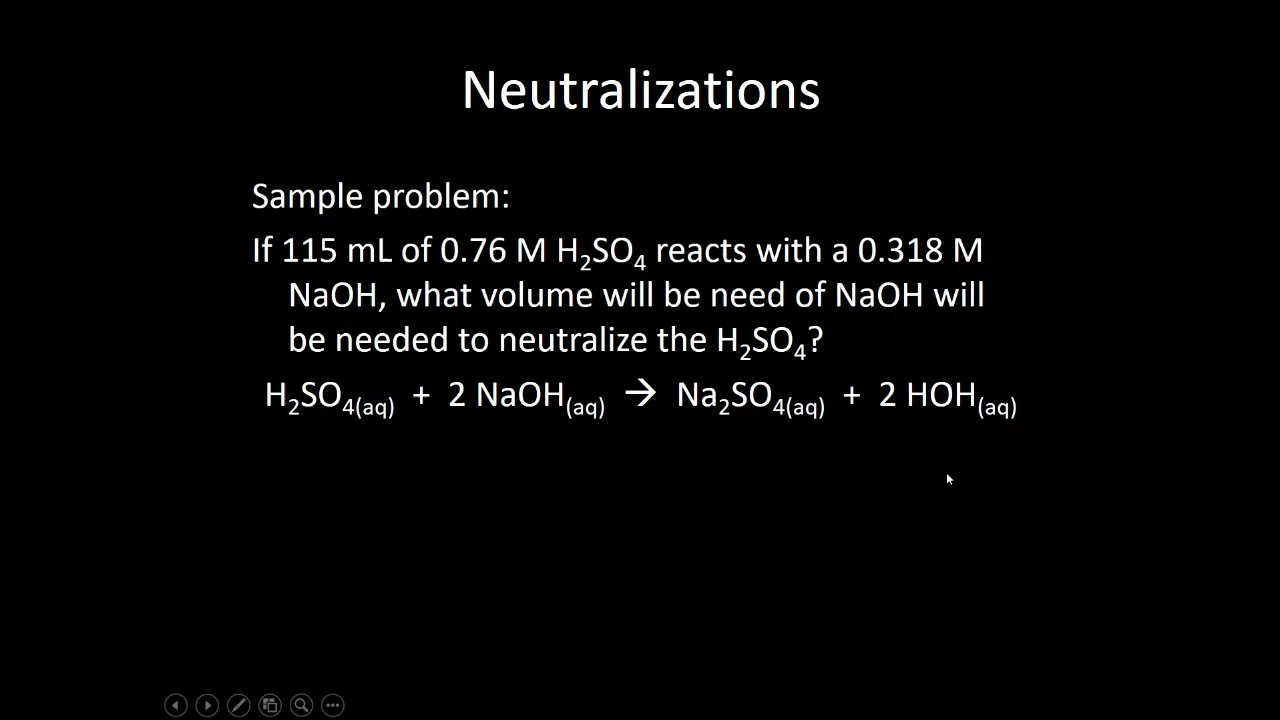 Neutralizations
Sample problem:
If 115 mL of 0.76 M H₂SO₄ reacts with a 0.318 M
NaOH, what volume will be need of NaOH will
be needed to neutralize the H₂SO₄?
H₂SO₄(aq) + 2 NaOH(aq) → Na₂SO₄(aq) + 2 HOH(aq)